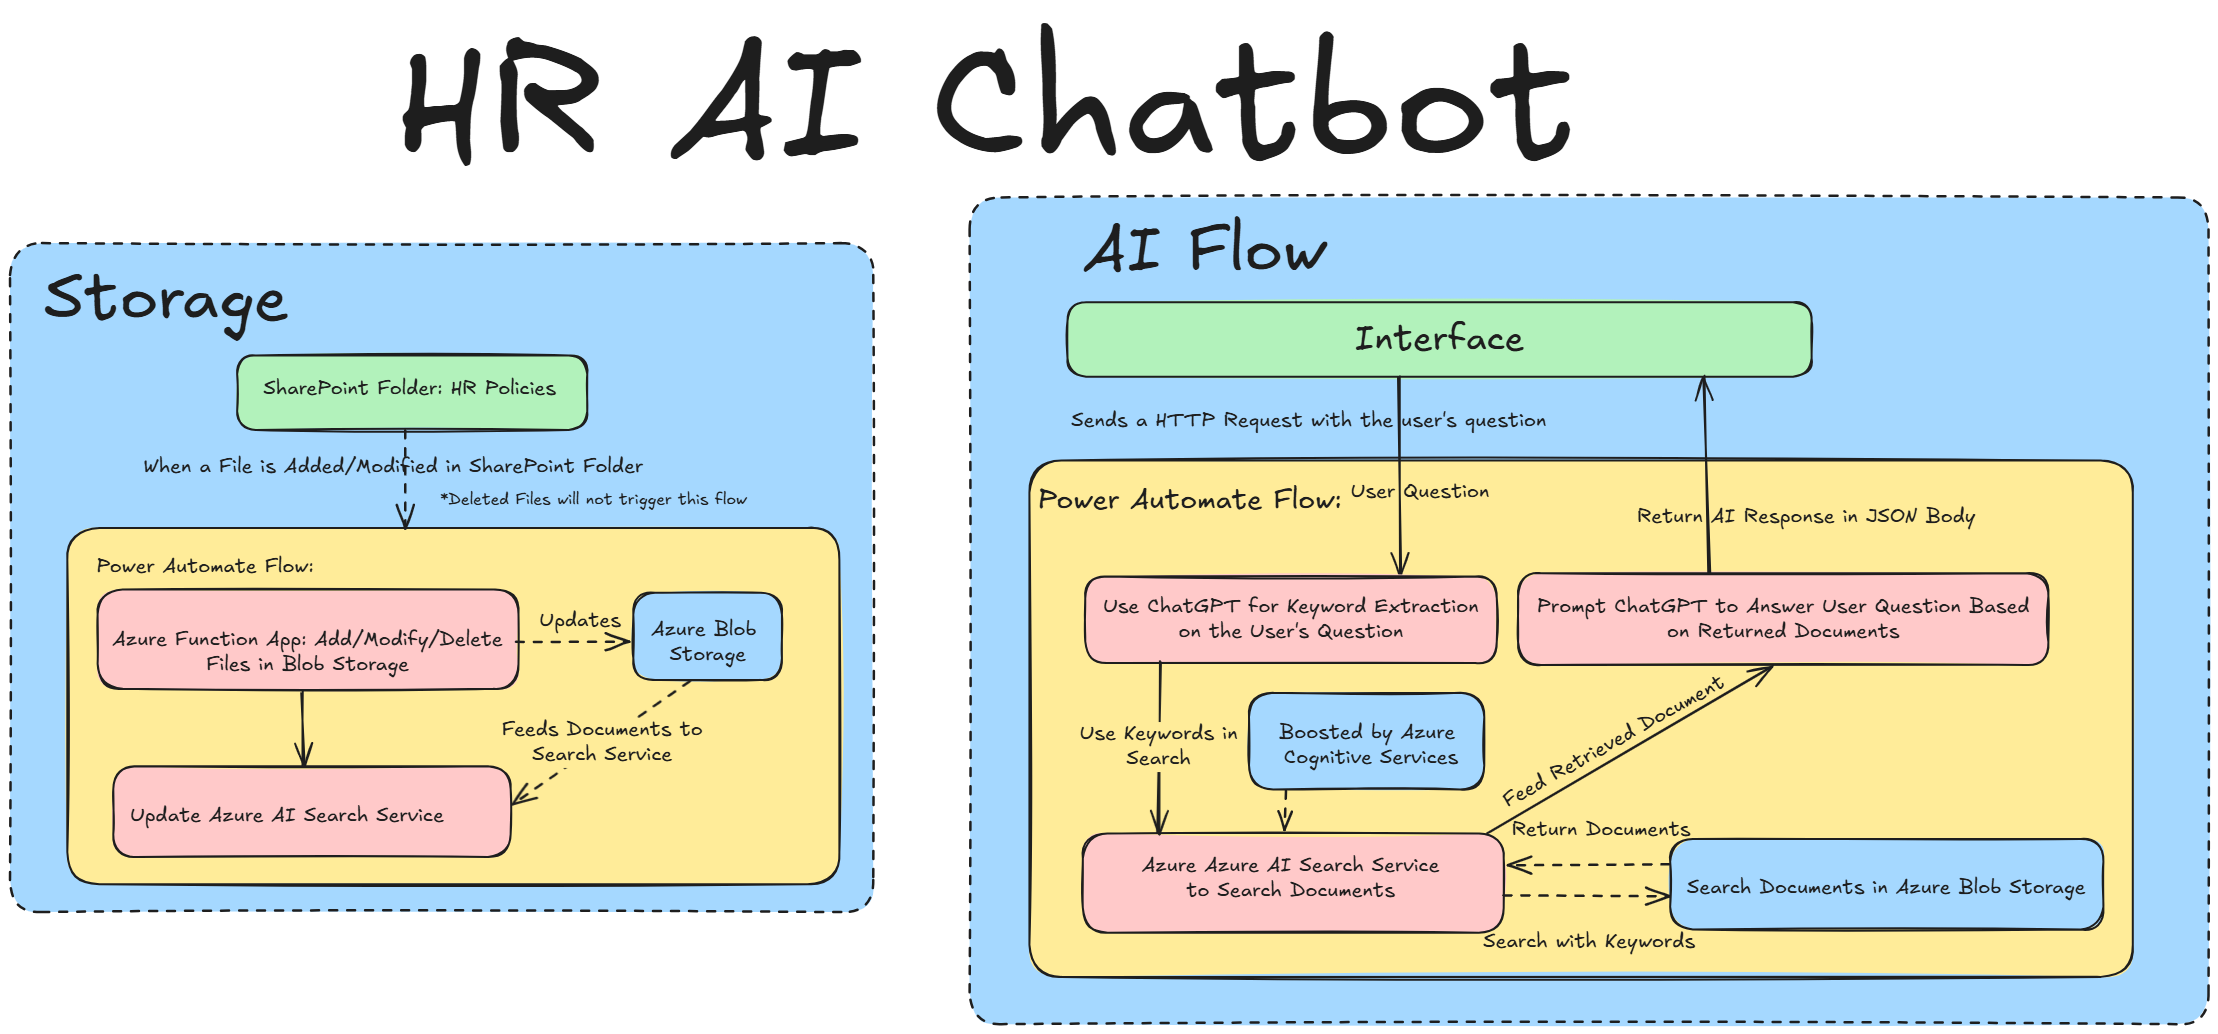 HR AI Chatbot
Storage
SharePoint Folder: HR Policies
When a File is Added/Modified in SharePoint Folder
*Deleted Files will not trigger this flow
Power Automate Flow:
Azure Function App: Add/Modify/Delete
Files in Blob Storage
Updates
Azure Blob
Storage
Feeds Documents to
Search Service
Update Azure AI Search Service
AI Flow
Interface
Sends a HTTP Request with the user's question
Power Automate Flow:
User Question
Return AI Response in JSON Body
Use ChatGPT for Keyword Extraction
on the User's Question
Prompt ChatGPT to Answer User Question Based
on Returned Documents
Use Keywords in
Search
Boosted by Azure
Cognitive Services
Feed Retrieved Document
Azure Azure AI Search Service
to Search Documents
Return Documents
Search Documents in Azure Blob Storage
Search with Keywords